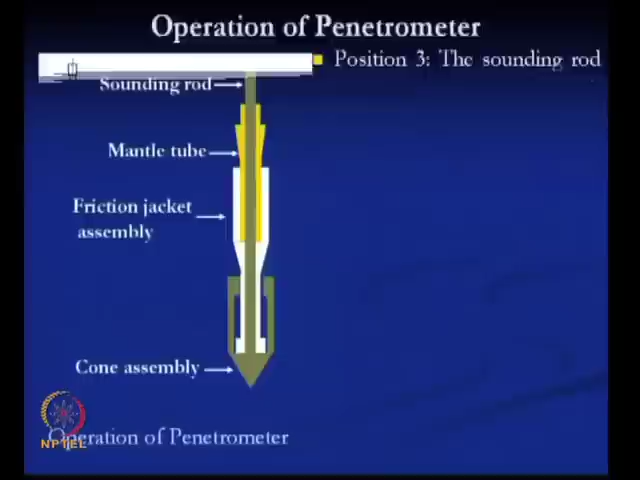 Operation of Penetrometer
Position 3: The sounding rod
Sounding rod
Mantle tube
Friction jacket
assembly
Cone assembly
Operation of Penetrometer
NPTEL